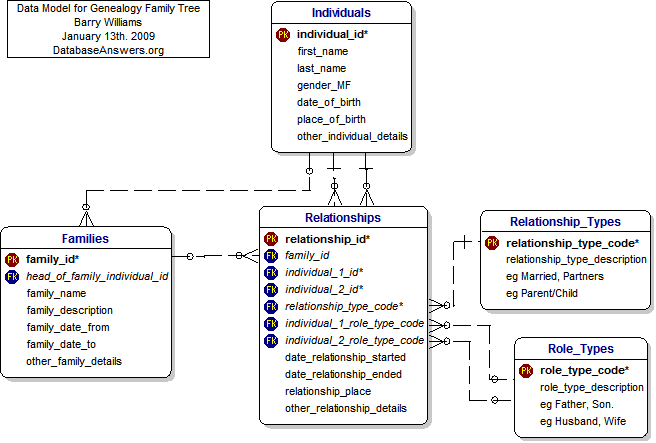 Data Model for Genealogy Family Tree
Barry Williams
January 13th. 2009
DatabaseAnswers.org
Individuals
PK individual_id*
first_name
last_name
gender_MF
date_of_birth
place_of_birth
other_individual_details
Families
PK family_id*
FK head_of_family_individual_id
family_name
family_description
family_date_from
family_date_to
other_family_details
Relationships
PK relationship_id*
FK family_id
FK individual_1_id*
FK individual_2_id*
FK relationship_type_code*
FK individual_1_role_type_code
FK individual_2_role_type_code
date_relationship_started
date_relationship_ended
relationship_place
other_relationship_details
Relationship_Types
PK relationship_type_code*
relationship_type_description
eg Married, Partners
eg Parent/Child
Role_Types
PK role_type_code*
role_type_description
eg Father, Son.
eg Husband, Wife